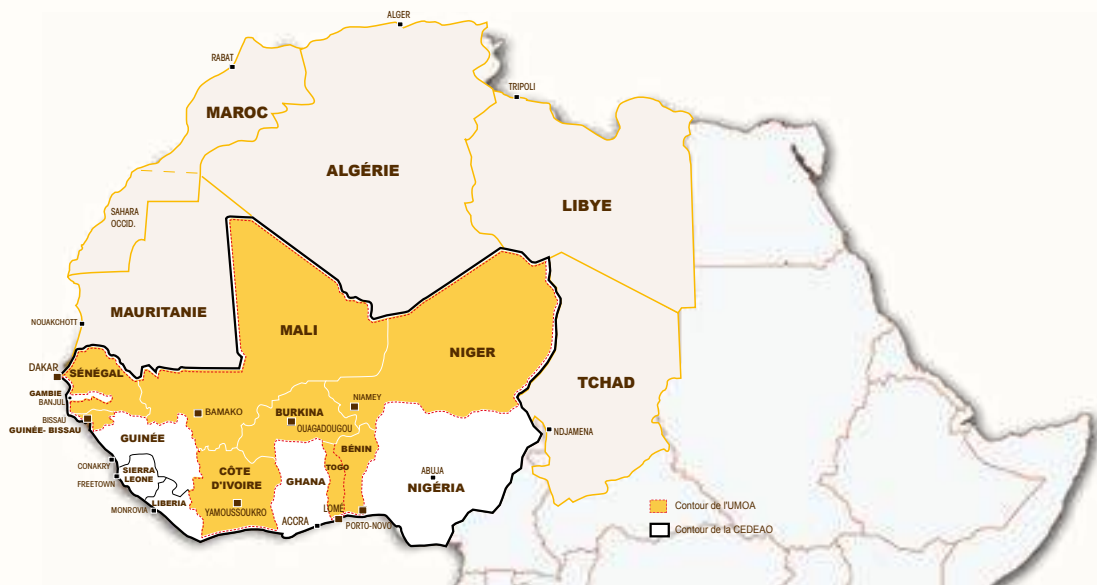 ALGER
RABAT
TRIPOLI
MAROC
ALGÉRIE
LIBYE
SAHARA
OCCID.
MAURITANIE
NOUAKCHOTT
MALI
NIGER
TCHAD
DAKAR
SÉNÉGAL
GAMBIE
BANJUL
BISSAU
GUINÉE- BISSAU
BAMAKO
NIAMEY
BURKINA
OUAGADOUGOU
NDJAMENA
GUINÉE
BÉNIN
CONAKRY
SIERRA
LEONE
FREETOWN
CÔTE
D'IVOIRE
GHANA
TOGO
ABUJA
NIGÉRIA
LIBERIA
MONROVIA
YAMOUSSOUKRO
LOMÉ
ACCRA
PORTO-NOVO
Contour de l'UMOA
Contour de la CEDEAO